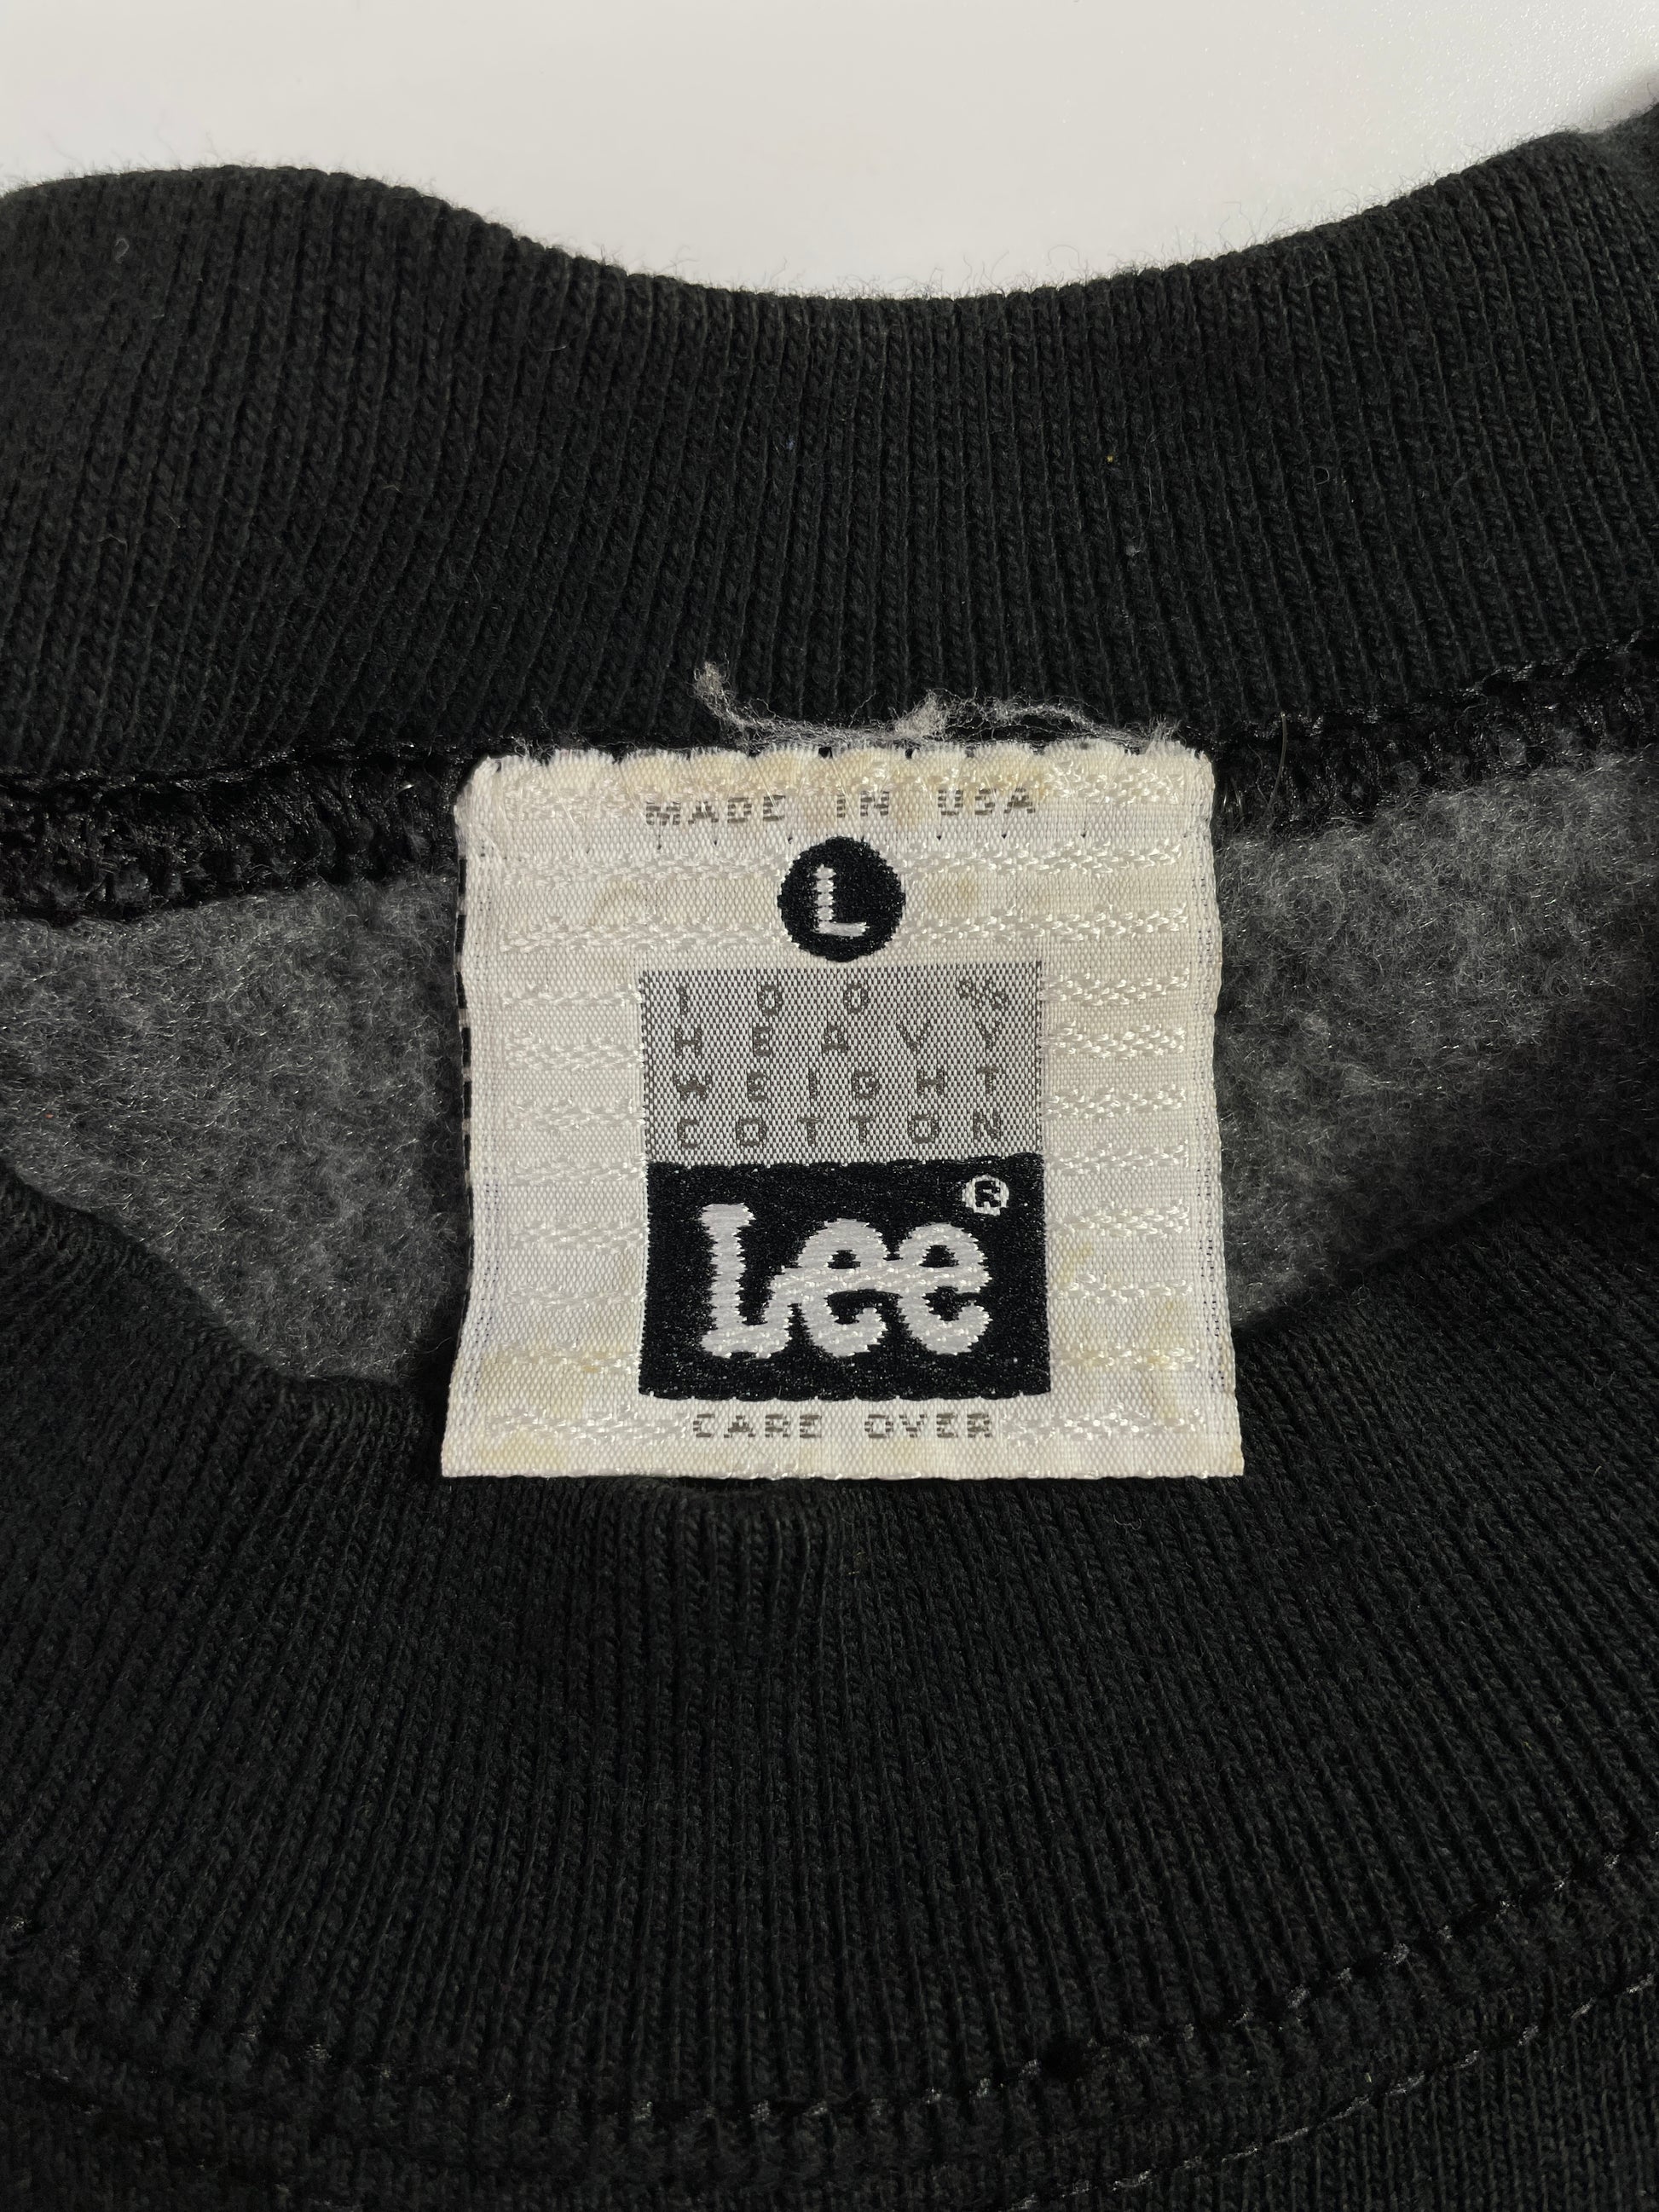 MADE IN USA
L
100%
HEAVY
WEIGHT
COTTON
Lee®
CARE OVER